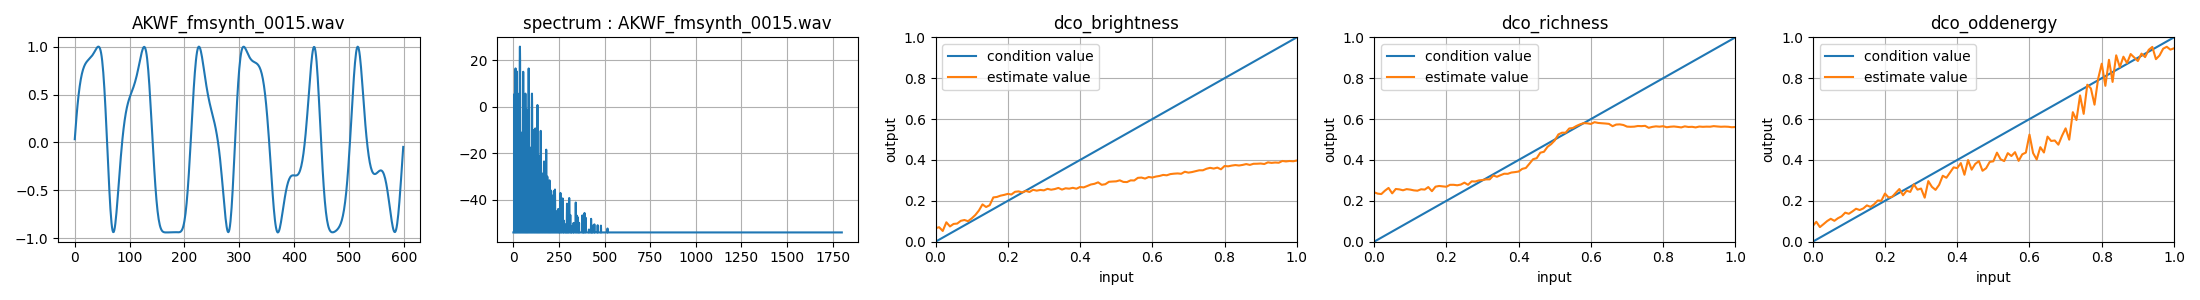 AKWF_fmsynth_0015.wav
1.0
0.5
0.0
−0.5
−1.0
0 100 200 300 400 500 600
spectrum : AKWF_fmsynth_0015.wav
20
0
−20
−40
0 250 500 750 1000 1250 1500 1750
dco_brightness
condition value
estimate value
output
1.0
0.8
0.6
0.4
0.2
0.0
0.0 0.2 0.4 0.6 0.8 1.0
input
dco_richness
condition value
estimate value
output
1.0
0.8
0.6
0.4
0.2
0.0
0.0 0.2 0.4 0.6 0.8 1.0
input
dco_oddenergy
condition value
estimate value
output
1.0
0.8
0.6
0.4
0.2
0.0
0.0 0.2 0.4 0.6 0.8 1.0
input